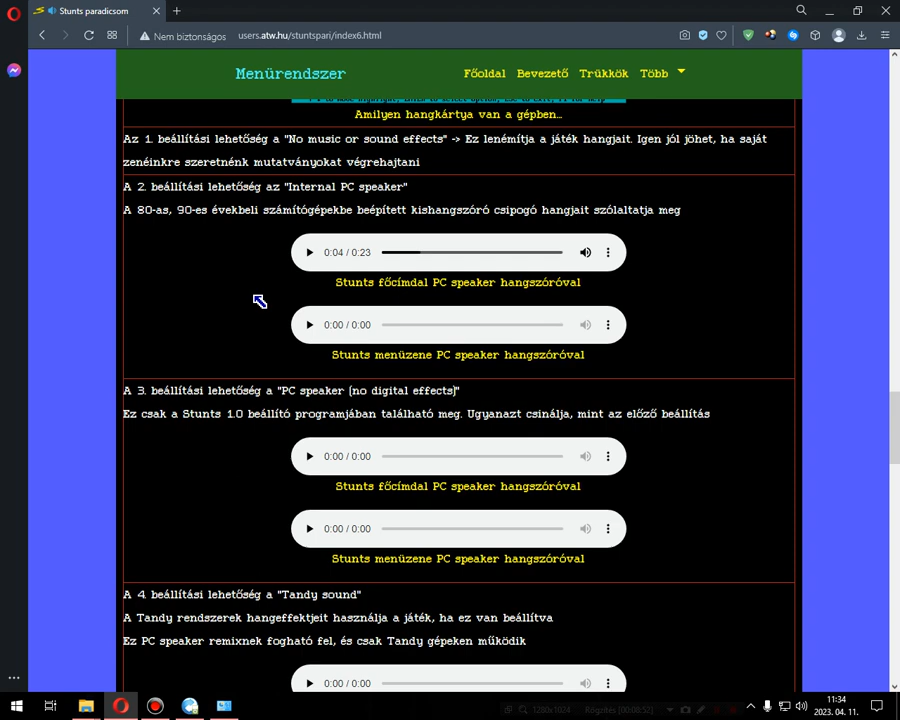 Stunts paradicsom
Nem biztonságos
users.atw.hu/stuntspari/index6.html
Menürendszer
Főoldal Bevezető Trükkök Több
Amilyen hangkártya van a gépben...
Az 1. beállítási lehetőség a "No music or sound effects" -> Ez lenémítja a játék hangjait. Igen jól jöhet, ha saját
zenéinkre szeretnénk mutatványokat végrehajtani
A 2. beállítási lehetőség az "Internal PC speaker"
A 80-as, 90-es évekbeli számítógépekbe beépített kishangszóró csipogó hangjait szólaltatja meg
0:04 / 0:23
Stunts főcímdal PC speaker hangszóróval
0:00 / 0:00
Stunts menüzene PC speaker hangszóróval
A 3. beállítási lehetőség a "PC speaker (no digital effects)"
Ez csak a Stunts 1.0 beállító programjában található meg. Ugyanazt csinálja, mint az előző beállítás
0:00 / 0:00
Stunts főcímdal PC speaker hangszóróval
0:00 / 0:00
Stunts menüzene PC speaker hangszóróval
A 4. beállítási lehetőség a "Tandy sound"
A Tandy rendszerek hangeffektjeit használja a játék, ha ez van beállítva
Ez PC speaker remixnek fogható fel, és csak Tandy gépeken működik
0:00 / 0:00
1280x1024 Rögzítés [00:08:52]
11:34
2023. 04. 11.